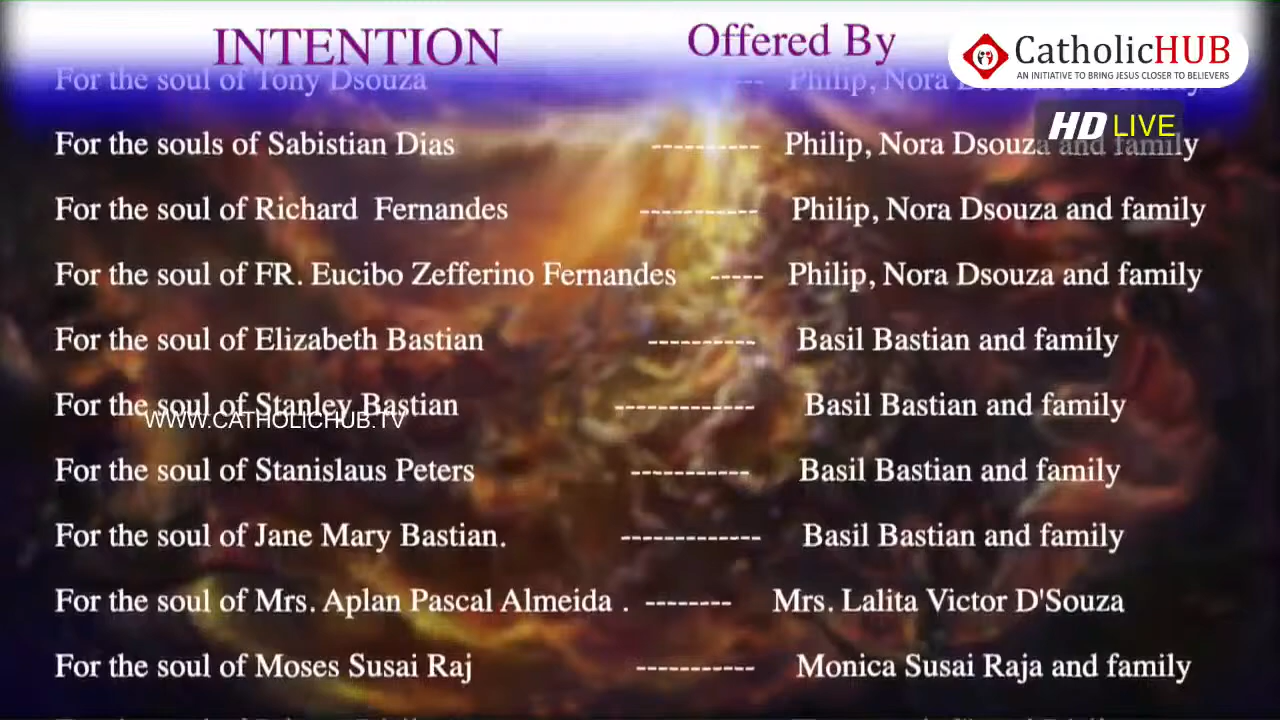 INTENTION Offered By
CatholicHUB
AN INITIATIVE TO BRING JESUS CLOSER TO BELIEVERS
For the soul of Tony Dsouza --- Philip, Nora Dsouza and family
HD LIVE
For the souls of Sabistian Dias ---------- Philip, Nora Dsouza and family
For the soul of Richard Fernandes ----------- Philip, Nora Dsouza and family
For the soul of FR. Eucibo Zefferino Fernandes ----- Philip, Nora Dsouza and family
For the soul of Elizabeth Bastian ---------- Basil Bastian and family
For the soul of Stanley Bastian ------------- Basil Bastian and family
WWW.CATHOLICHUB.TV
For the soul of Stanislaus Peters ----------- Basil Bastian and family
For the soul of Jane Mary Bastian. ------------- Basil Bastian and family
For the soul of Mrs. Aplan Pascal Almeida . -------- Mrs. Lalita Victor D'Souza
For the soul of Moses Susai Raj ----------- Monica Susai Raja and family